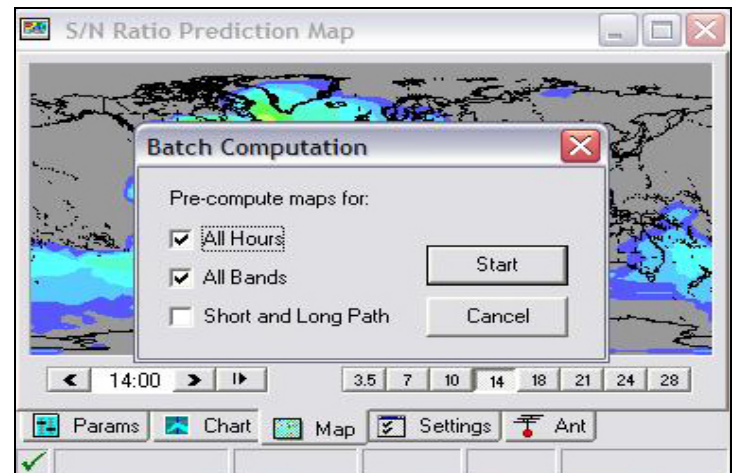 S/N Ratio Prediction Map
Batch Computation
Pre-compute maps for:
All Hours
All Bands
Short and Long Path
Start
Cancel
14:00
3.5 7 10 14 18 21 24 28
Params Chart Map Settings Ant